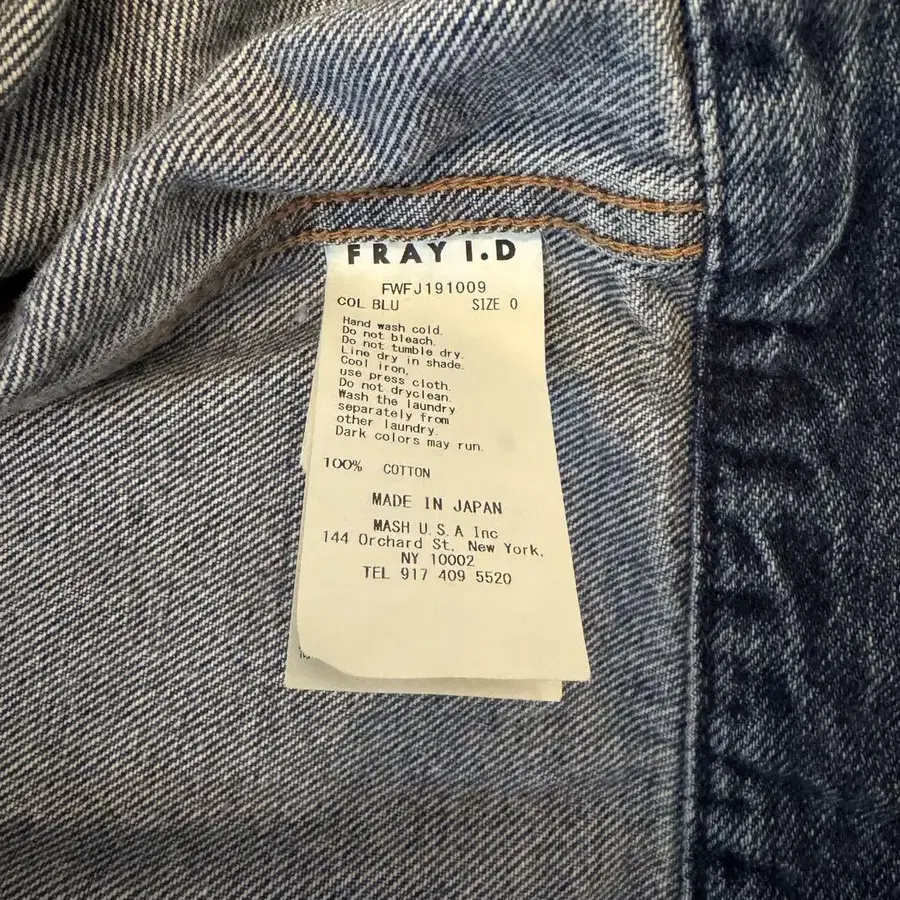 FRAY I.D
FWFJ191009
COL BLU SIZE 0
Hand wash cold.
Do not bleach.
Do not tumble dry.
Line dry in shade.
Cool iron,
use press cloth.
Do not dryclean.
Wash the laundry
separately from
other laundry.
Dark colors may run.
100% COTTON
MADE IN JAPAN
MASH U.S.A Inc
144 Orchard St, New York,
NY 10002
TEL 917 409 5520